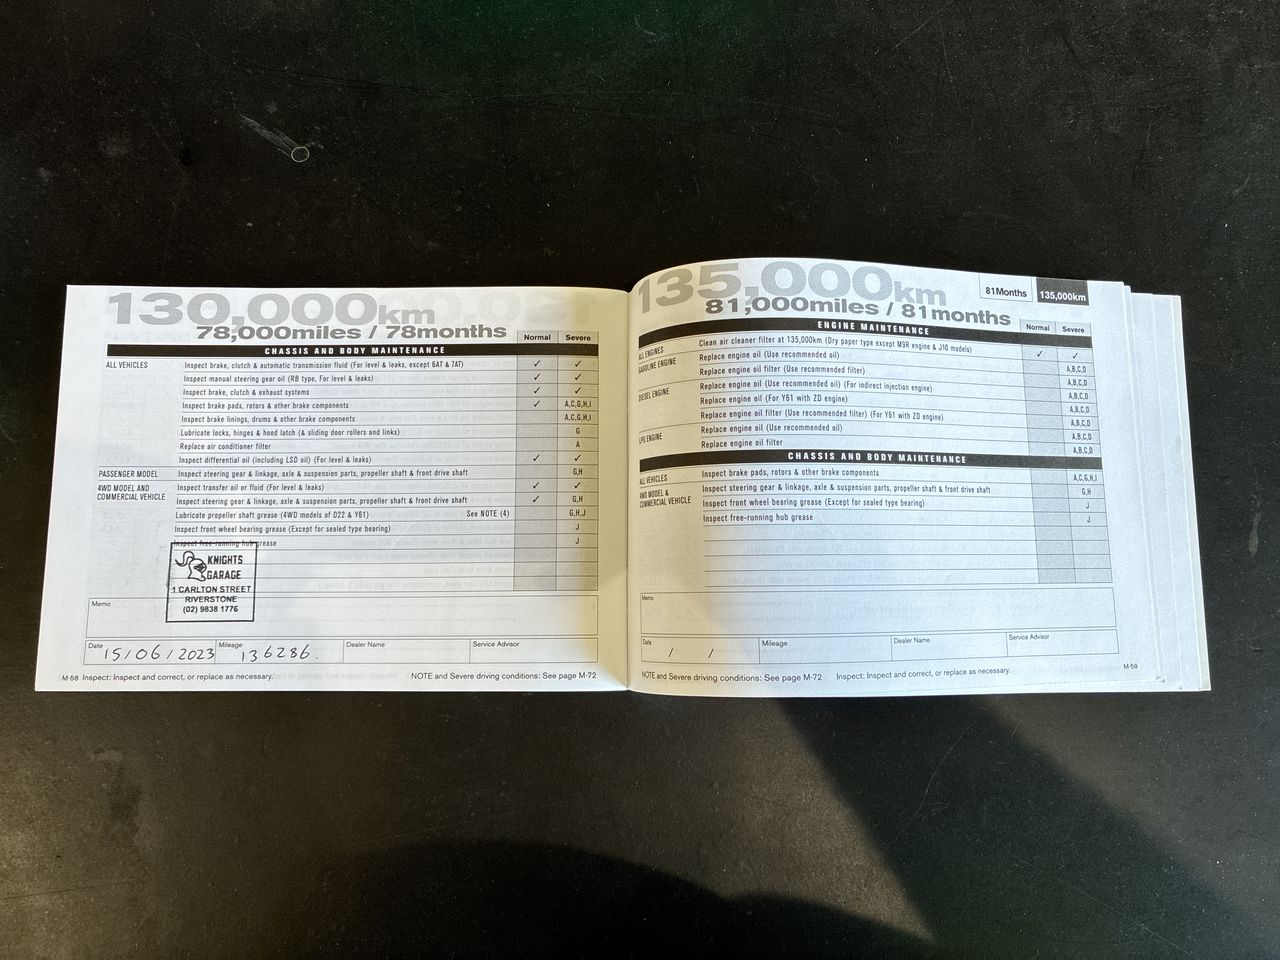 130,000km
78,000miles / 78months
Normal Severe
CHASSIS AND BODY MAINTENANCE
ALL VEHICLES Inspect brake, clutch & automatic transmission fluid (For level & leaks, except 6AT & 7AT) ✓ ✓
Inspect manual steering gear oil (RB type, For level & leaks) ✓ ✓
Inspect brake, clutch & exhaust systems ✓ ✓
Inspect brake pads, rotors & other brake components ✓ A,C,G,H,I
Inspect brake linings, drums & other brake components A,C,G,H,I
Lubricate locks, hinges & hood latch (& sliding door rollers and links) G
Replace air conditioner filter A
Inspect differential oil (including LSD oil) (For level & leaks) ✓ ✓
PASSENGER MODEL Inspect steering gear & linkage, axle & suspension parts, propeller shaft & front drive shaft G,H
4WD MODEL AND COMMERCIAL VEHICLE Inspect transfer oil or fluid (For level & leaks) ✓ ✓
Inspect steering gear & linkage, axle & suspension parts, propeller shaft & front drive shaft ✓ G,H
Lubricate propeller shaft grease (4WD models of D22 & Y61) See NOTE (4) G,H,J
Inspect front wheel bearing grease (Except for sealed type bearing) J
Inspect free-running hub grease J
KNIGHTS
GARAGE
1 CARLTON STREET
RIVERSTONE
(02) 9838 1776
Memo
Date 15/06/2023 Mileage 136286. Dealer Name Service Advisor
M-58 Inspect: Inspect and correct, or replace as necessary. NOTE and Severe driving conditions: See page M-72
135,000km
81,000miles / 81months
81Months 135,000km
Normal Severe
ENGINE MAINTENANCE
ALL ENGINES Clean air cleaner filter at 135,000km (Dry paper type except M9R engine & J10 models) ✓ ✓
GASOLINE ENGINE Replace engine oil (Use recommended oil) A,B,C,D
Replace engine oil filter (Use recommended filter) A,B,C,D
DIESEL ENGINE Replace engine oil (Use recommended oil) (For indirect injection engine) A,B,C,D
Replace engine oil (For Y61 with ZD engine) A,B,C,D
Replace engine oil filter (Use recommended filter) (For Y61 with ZD engine) A,B,C,D
LPG ENGINE Replace engine oil (Use recommended oil) A,B,C,D
Replace engine oil filter A,B,C,D
CHASSIS AND BODY MAINTENANCE
ALL VEHICLES Inspect brake pads, rotors & other brake components A,C,G,H,I
4WD MODEL & COMMERCIAL VEHICLE Inspect steering gear & linkage, axle & suspension parts, propeller shaft & front drive shaft G,H
Inspect front wheel bearing grease (Except for sealed type bearing) J
Inspect free-running hub grease J
Memo
Date / / Mileage Dealer Name Service Advisor
NOTE and Severe driving conditions: See page M-72 Inspect: Inspect and correct, or replace as necessary. M-59